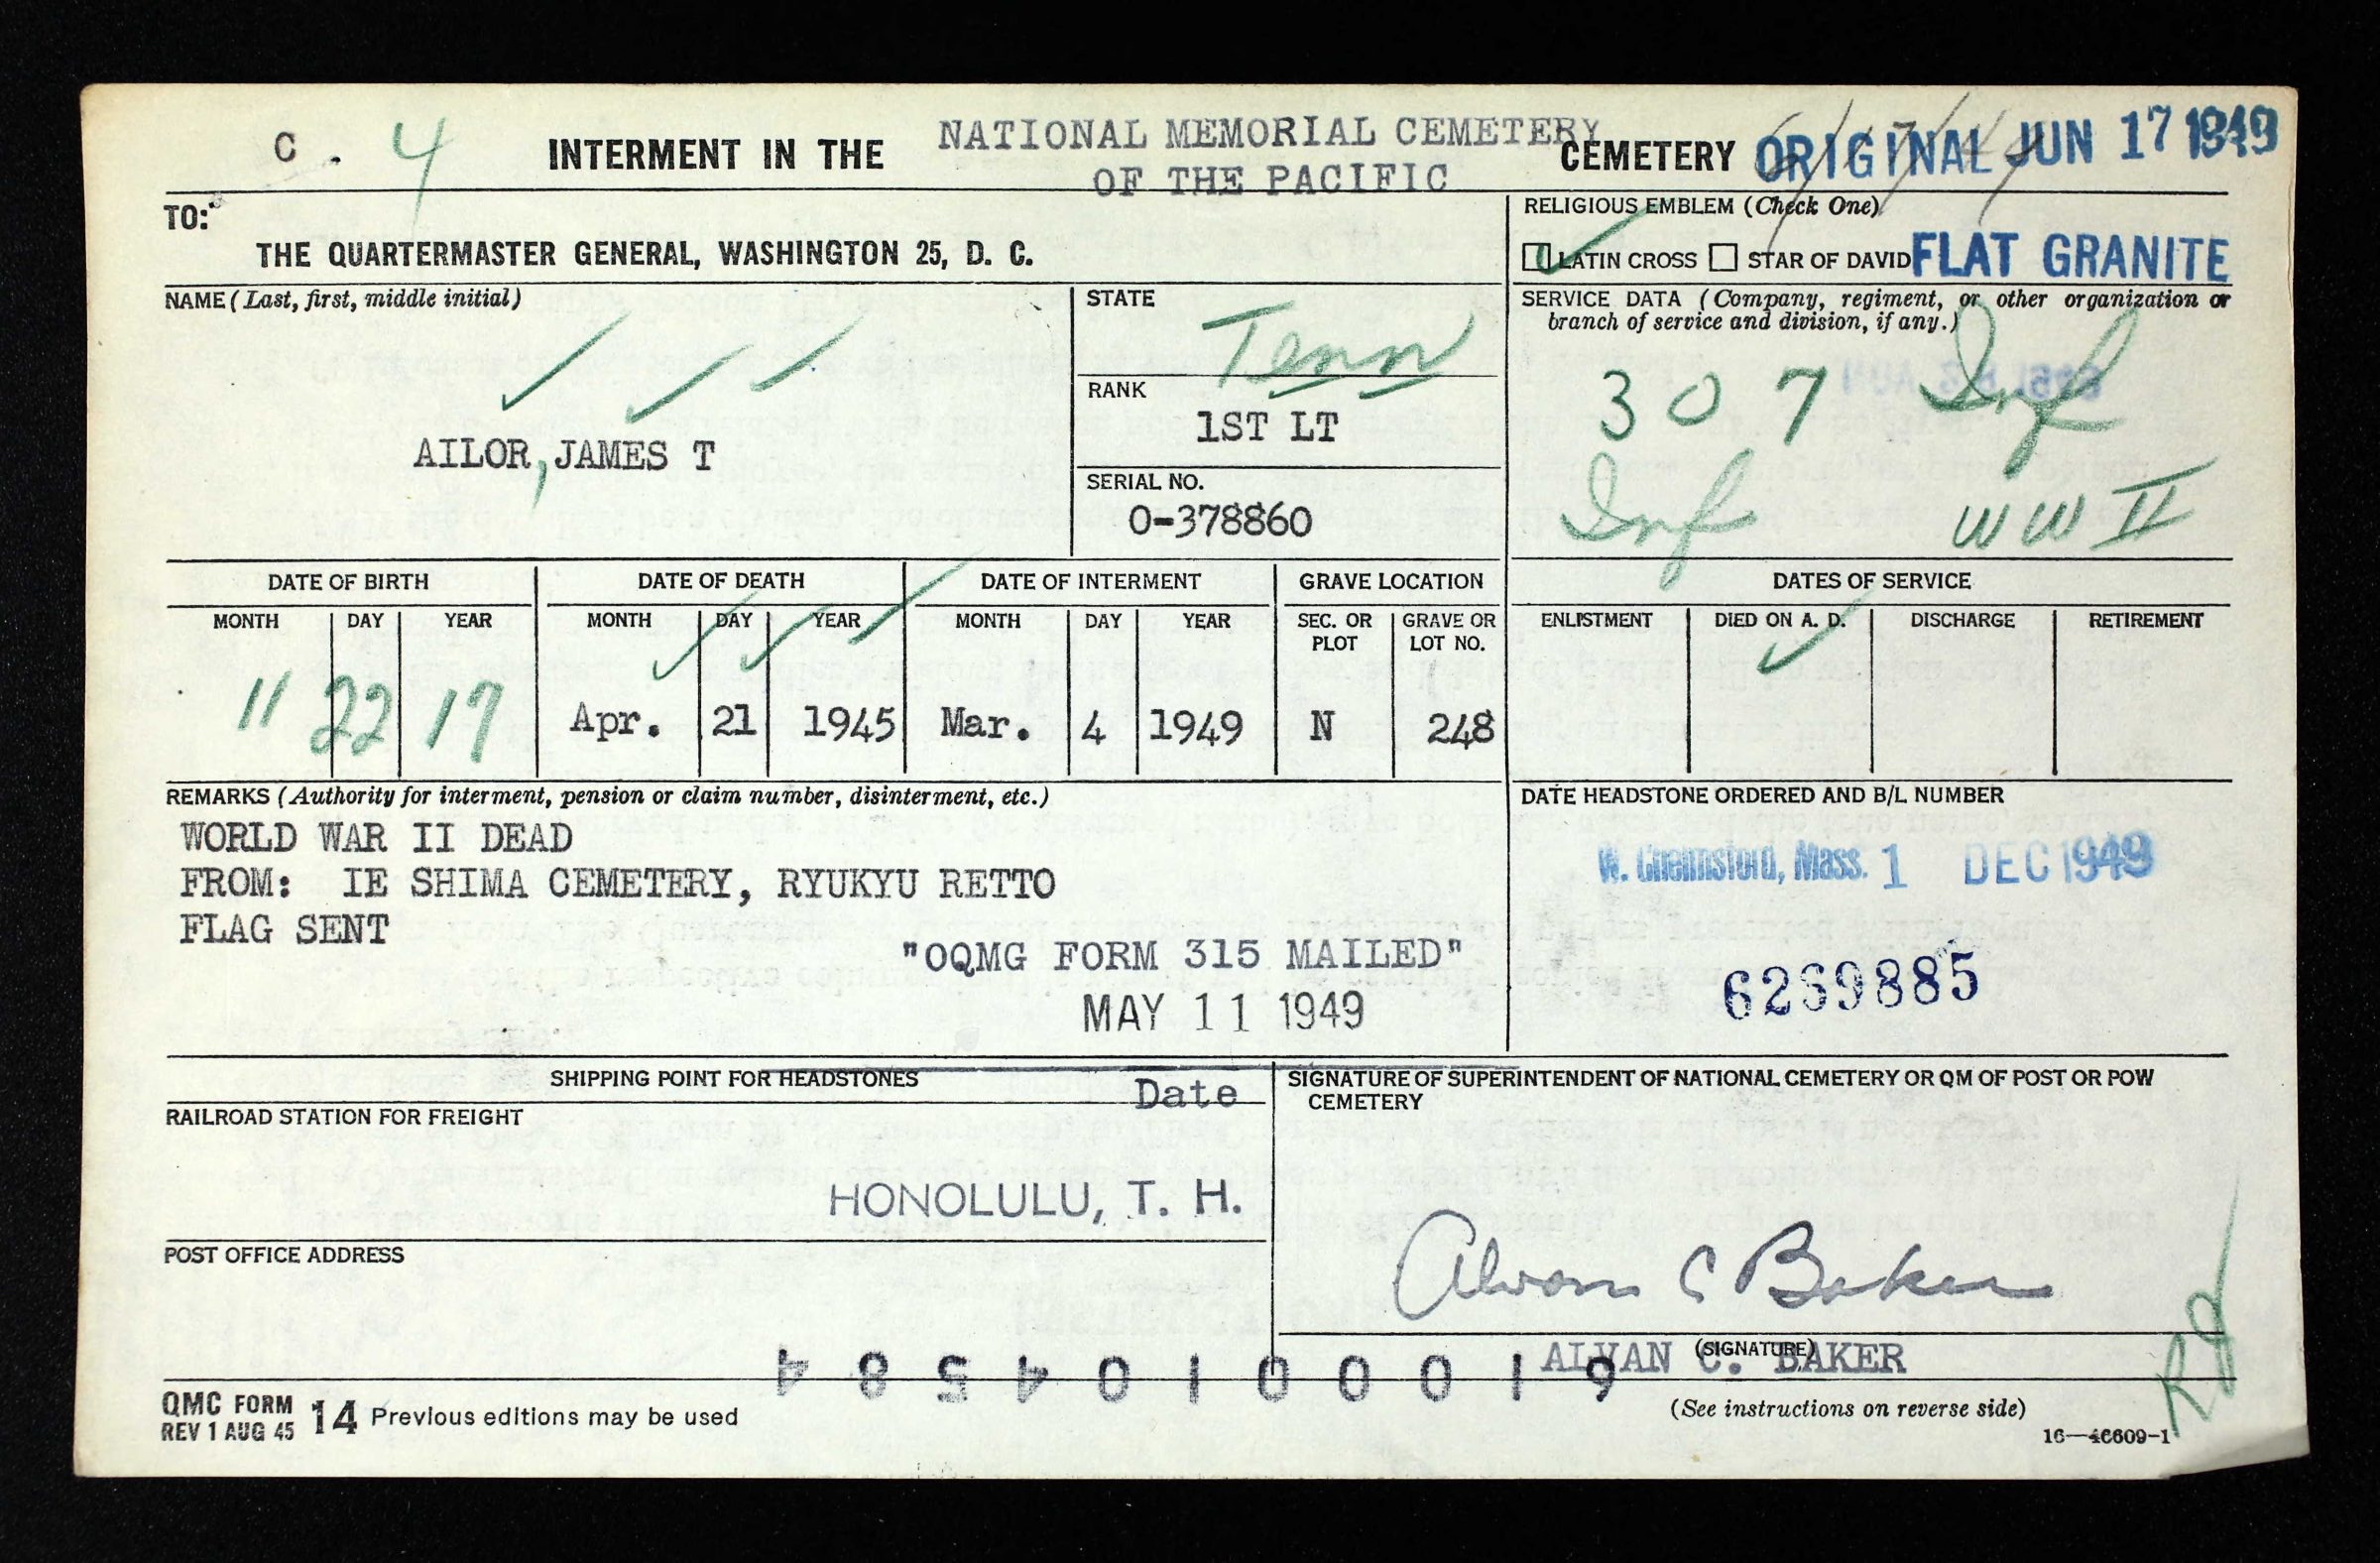 C . 4 INTERMENT IN THE NATIONAL MEMORIAL CEMETERY OF THE PACIFIC CEMETERY ORIGINAL JUN 17 1949
TO:
THE QUARTERMASTER GENERAL, WASHINGTON 25, D. C.
RELIGIOUS EMBLEM (Check One)
LATIN CROSS STAR OF DAVID FLAT GRANITE
NAME (Last, first, middle initial)
AILOR, JAMES T
STATE
Tenn
RANK
1ST LT
SERIAL NO.
O-378860
SERVICE DATA (Company, regiment, or other organization or
branch of service and division, if any.)
307 Inf
Inf WW II
DATE OF BIRTH DATE OF DEATH DATE OF INTERMENT GRAVE LOCATION DATES OF SERVICE
MONTH DAY YEAR MONTH DAY YEAR MONTH DAY YEAR SEC. OR PLOT GRAVE OR LOT NO. ENLISTMENT DIED ON A. D. DISCHARGE RETIREMENT
11 22 17 Apr. 21 1945 Mar. 4 1949 N 248
REMARKS (Authority for interment, pension or claim number, disinterment, etc.)
WORLD WAR II DEAD
FROM: IE SHIMA CEMETERY, RYUKYU RETTO
FLAG SENT
"OQMG FORM 315 MAILED"
MAY 11 1949
DATE HEADSTONE ORDERED AND B/L NUMBER
W. Chelmsford, Mass. 1 DEC 1949
6269885
SHIPPING POINT FOR HEADSTONES Date
RAILROAD STATION FOR FREIGHT
HONOLULU, T. H.
POST OFFICE ADDRESS
SIGNATURE OF SUPERINTENDENT OF NATIONAL CEMETERY OR QM OF POST OR POW
CEMETERY
Alvan C Baker
(SIGNATURE)
ALVAN C. BAKER
61000104584
QMC FORM 14 Previous editions may be used
REV 1 AUG 45
(See instructions on reverse side)
16—46609-1